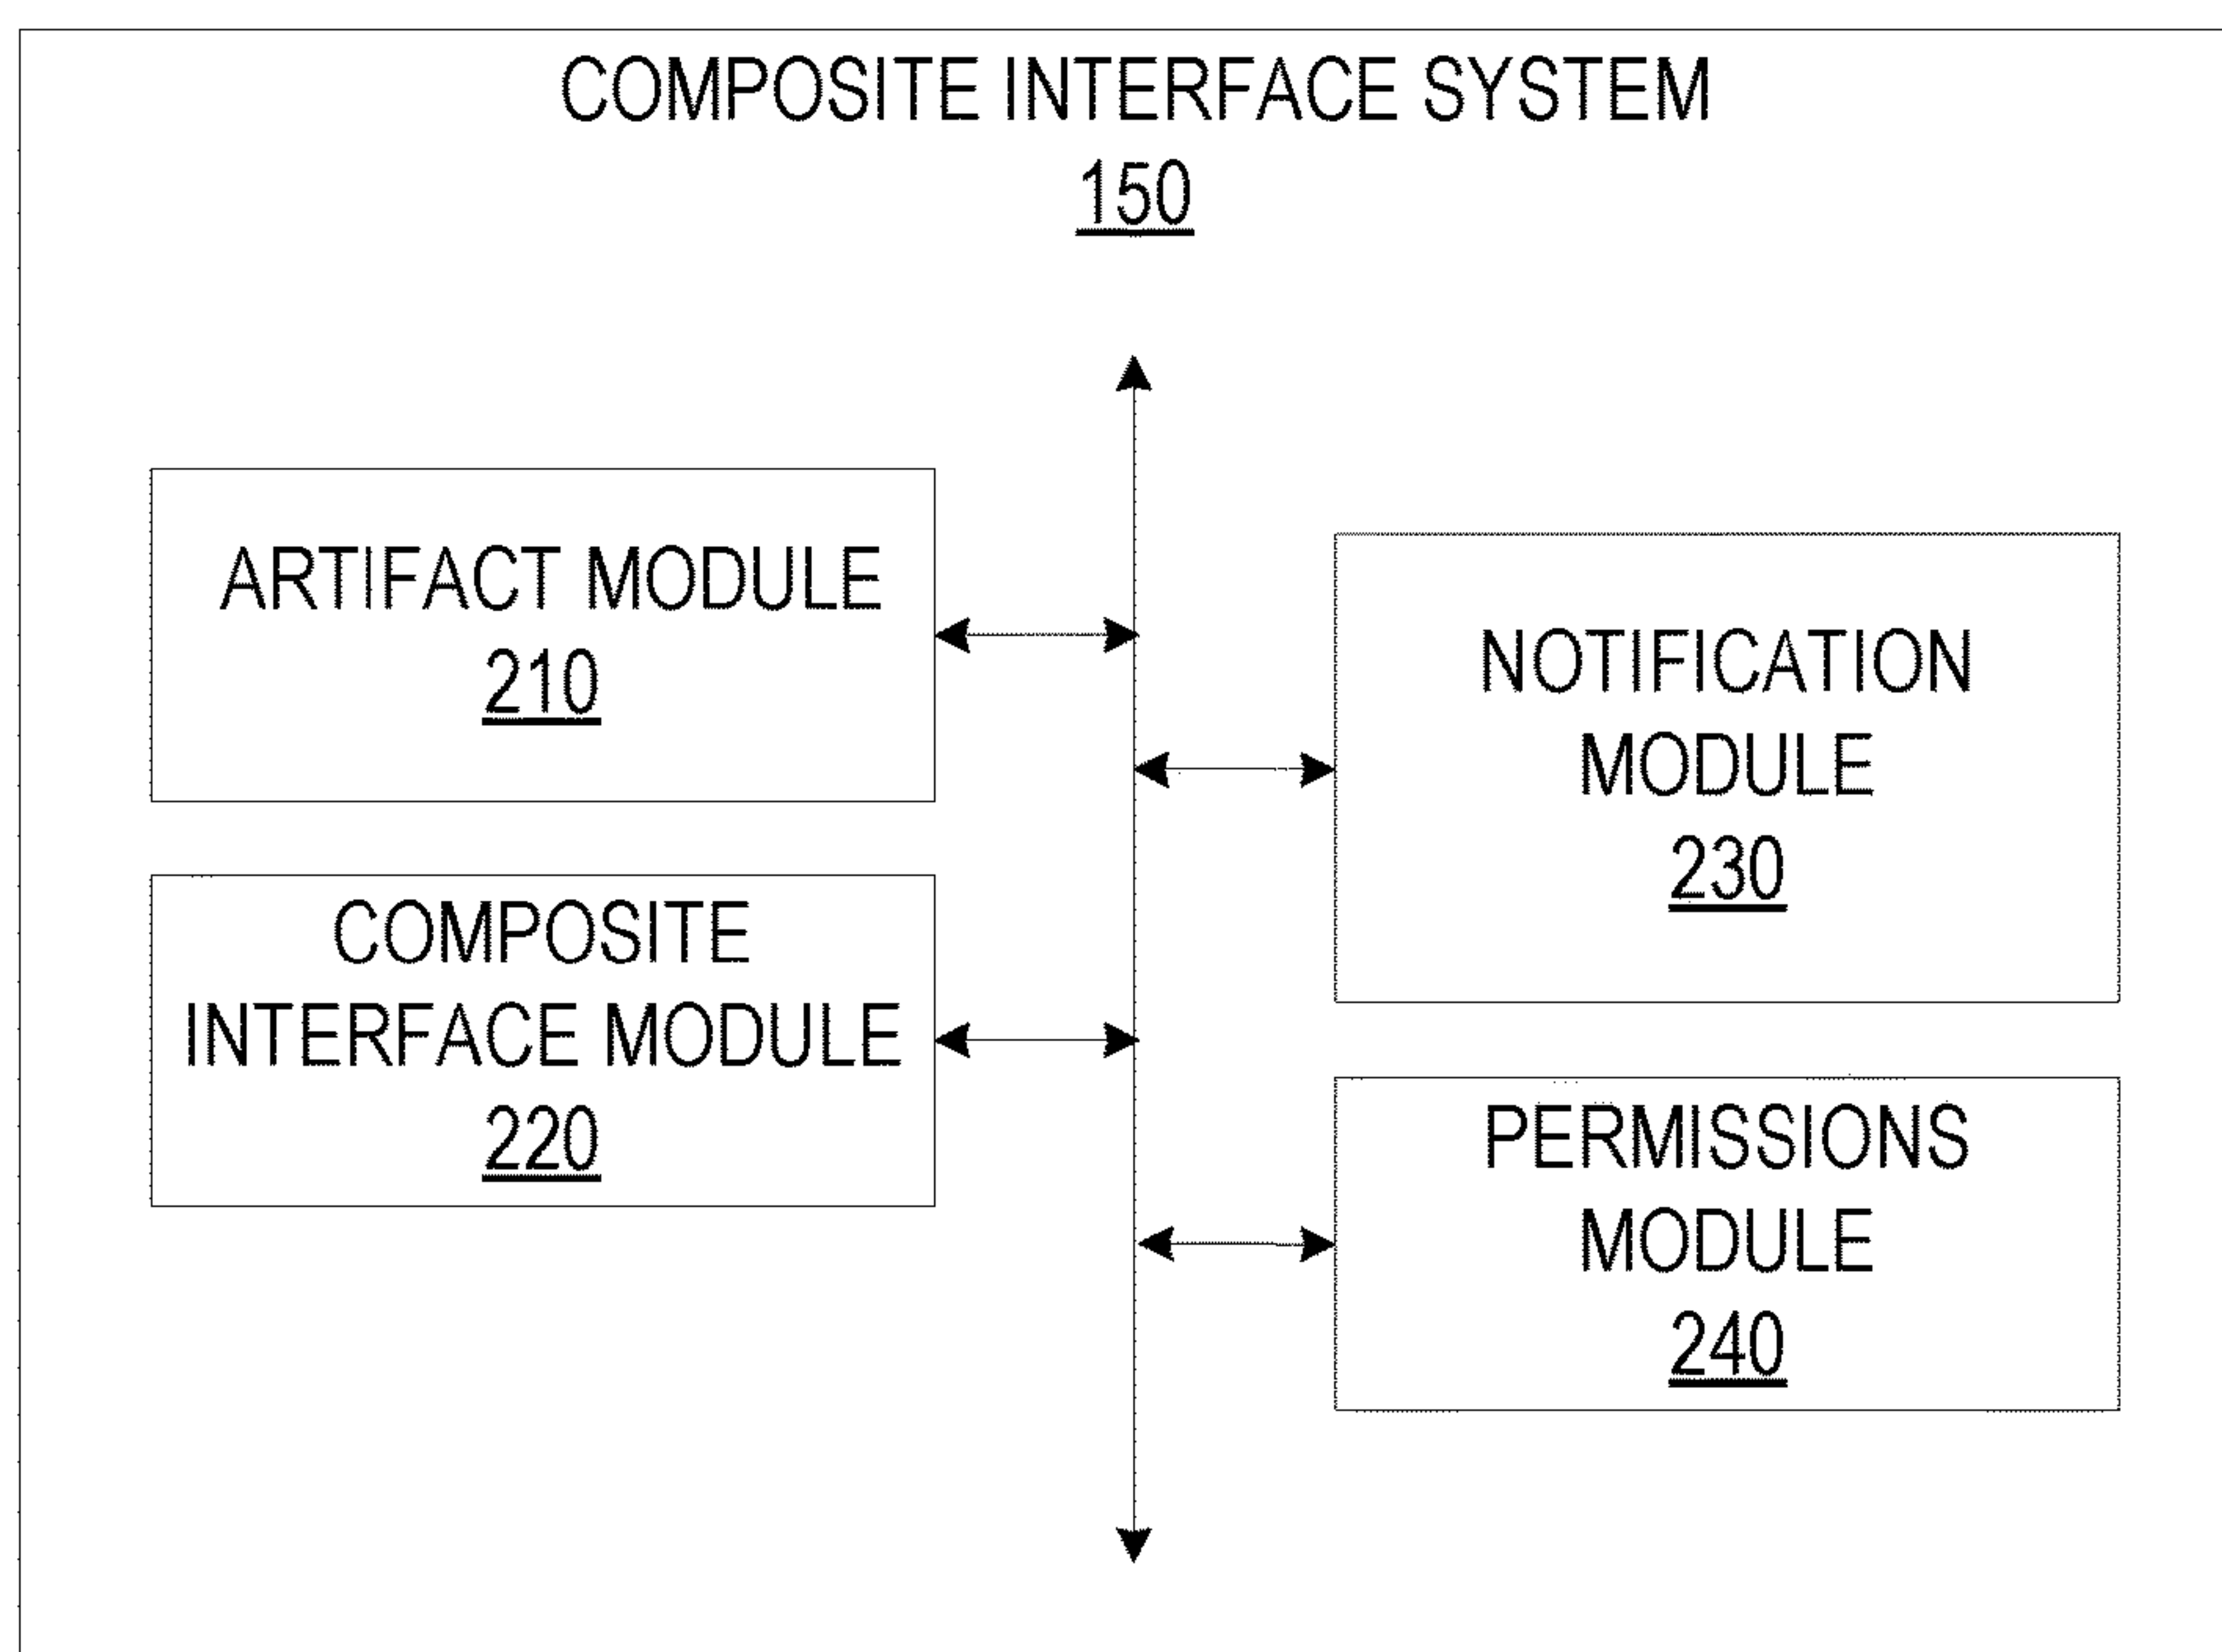 COMPOSITE INTERFACE SYSTEM
150
ARTIFACT MODULE
210
COMPOSITE
INTERFACE MODULE
220
NOTIFICATION
MODULE
230
PERMISSIONS
MODULE
240